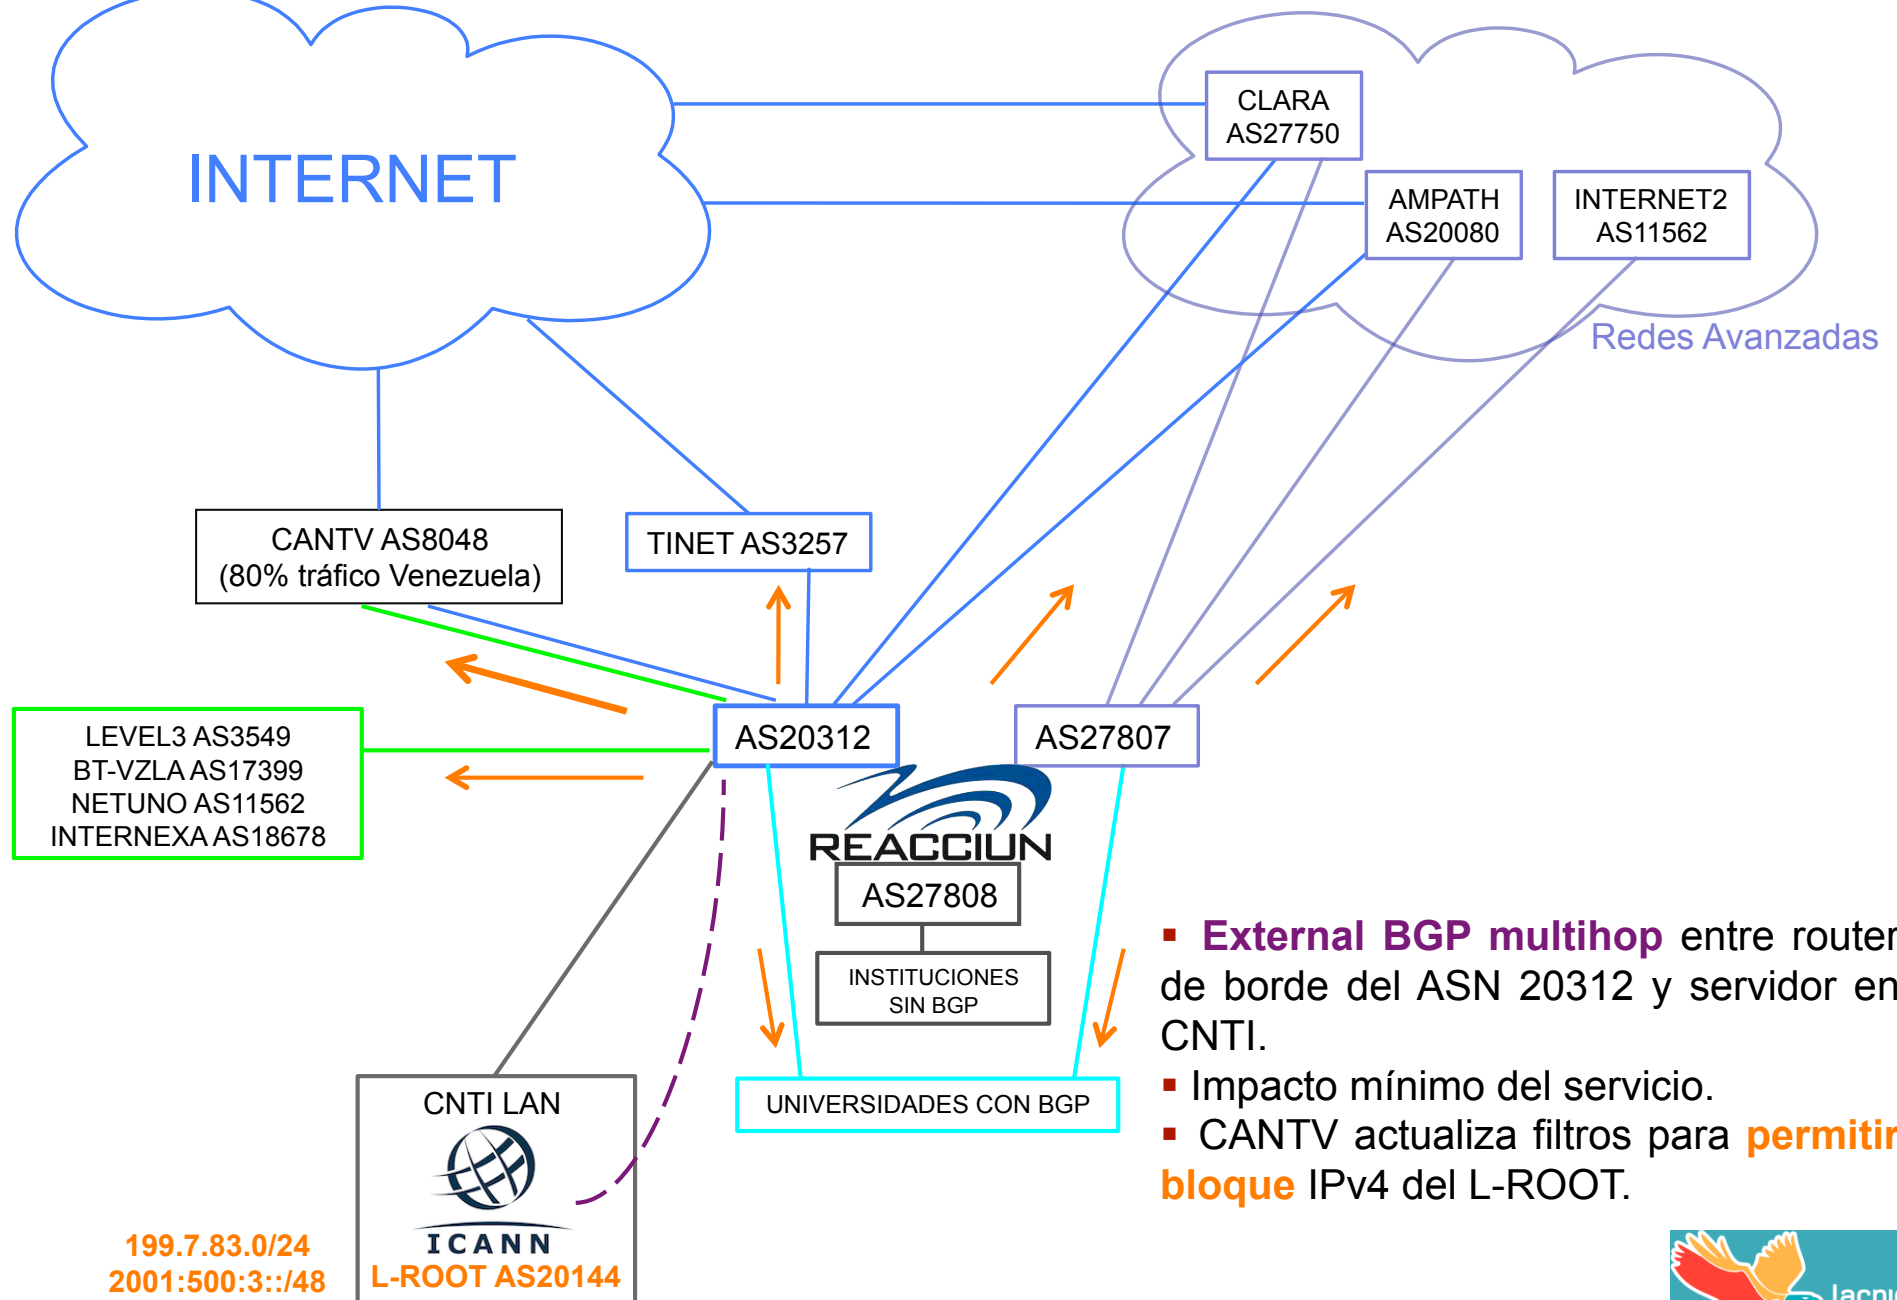 INTERNET
CLARA
AS27750
AMPATH
AS20080
INTERNET2
AS11562
Redes Avanzadas
CANTV AS8048
(80% tráfico Venezuela)
TINET AS3257
LEVEL3 AS3549
BT-VZLA AS17399
NETUNO AS11562
INTERNEXA AS18678
AS20312
AS27807
REACCIUN
AS27808
INSTITUCIONES
SIN BGP
UNIVERSIDADES CON BGP
CNTI LAN
ICANN
L-ROOT AS20144
199.7.83.0/24
2001:500:3::/48
▪ External BGP multihop entre router
de borde del ASN 20312 y servidor en
CNTI.
▪ Impacto mínimo del servicio.
▪ CANTV actualiza filtros para permitir
bloque IPv4 del L-ROOT.